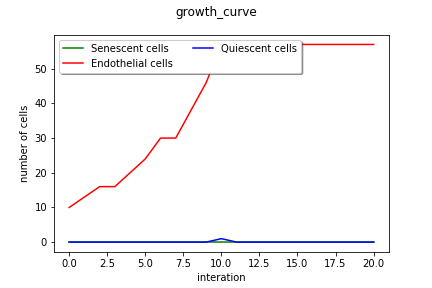 growth_curve
Senescent cells
Endothelial cells
Quiescent cells
number of cells
50
40
30
20
10
0
0.0 2.5 5.0 7.5 10.0 12.5 15.0 17.5 20.0
interation